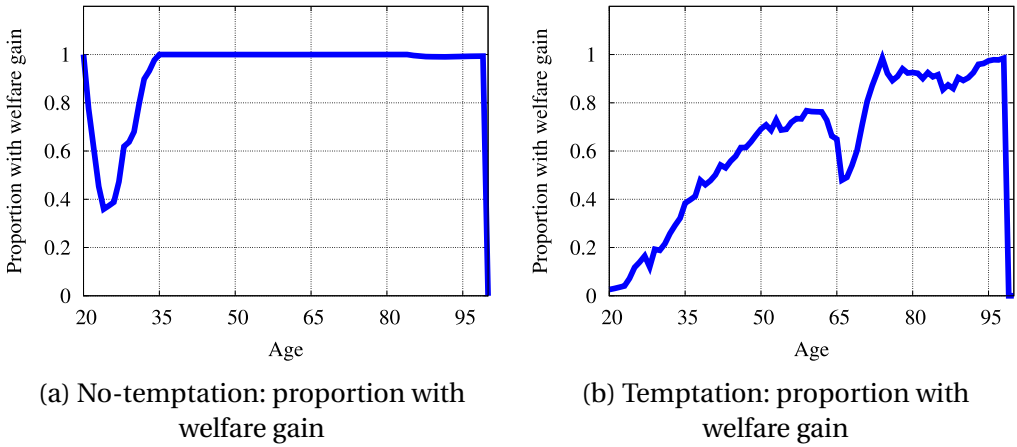 Proportion with welfare gain
1
0.8
0.6
0.4
0.2
0
20 35 50 65 80 95
Age
(a) No-temptation: proportion with
welfare gain
Proportion with welfare gain
1
0.8
0.6
0.4
0.2
0
20 35 50 65 80 95
Age
(b) Temptation: proportion with
welfare gain